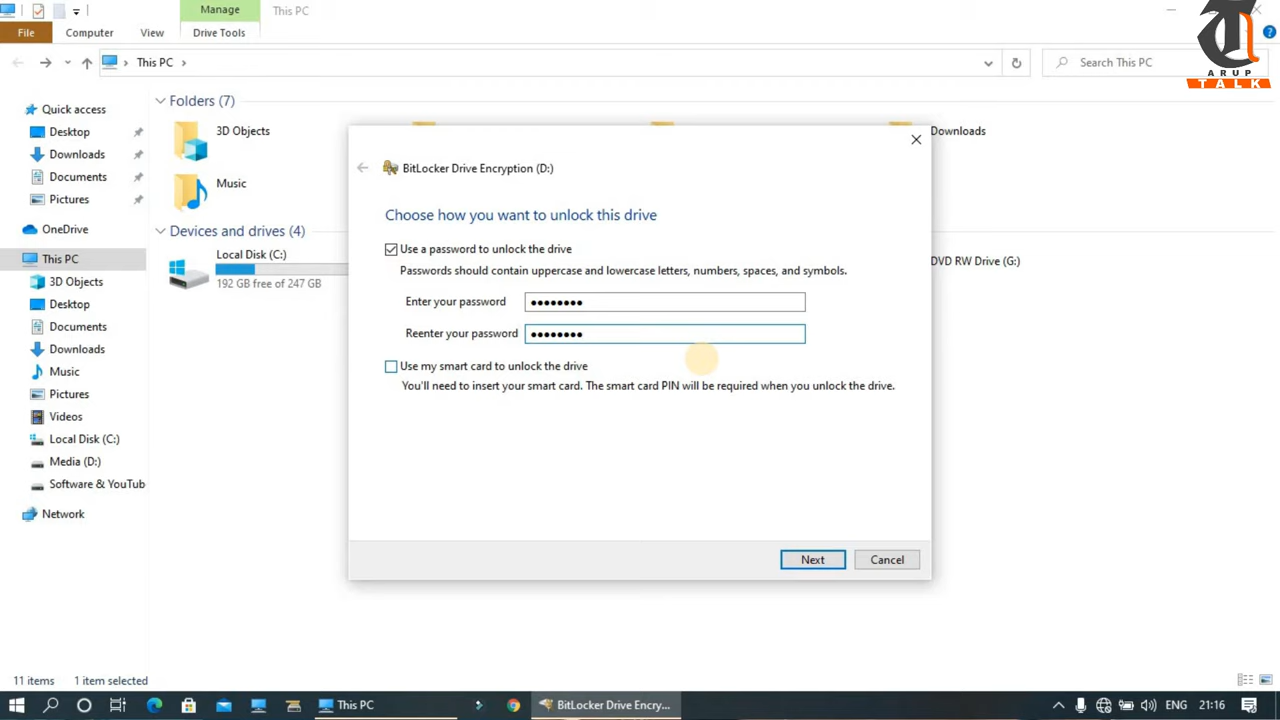 Manage
This PC
File
Computer
View
Drive Tools
This PC
Search This PC
ARUP
TALK
Quick access
Desktop
Downloads
Documents
Pictures
OneDrive
This PC
3D Objects
Desktop
Documents
Downloads
Music
Pictures
Videos
Local Disk (C:)
Media (D:)
Software & YouTub
Network
Folders (7)
3D Objects
Downloads
Music
Devices and drives (4)
Local Disk (C:)
192 GB free of 247 GB
DVD RW Drive (G:)
BitLocker Drive Encryption (D:)
Choose how you want to unlock this drive
Use a password to unlock the drive
Passwords should contain uppercase and lowercase letters, numbers, spaces, and symbols.
Enter your password ••••••••
Reenter your password ••••••••
Use my smart card to unlock the drive
You'll need to insert your smart card. The smart card PIN will be required when you unlock the drive.
Next
Cancel
11 items
1 item selected
This PC
BitLocker Drive Encry...
ENG
21:16